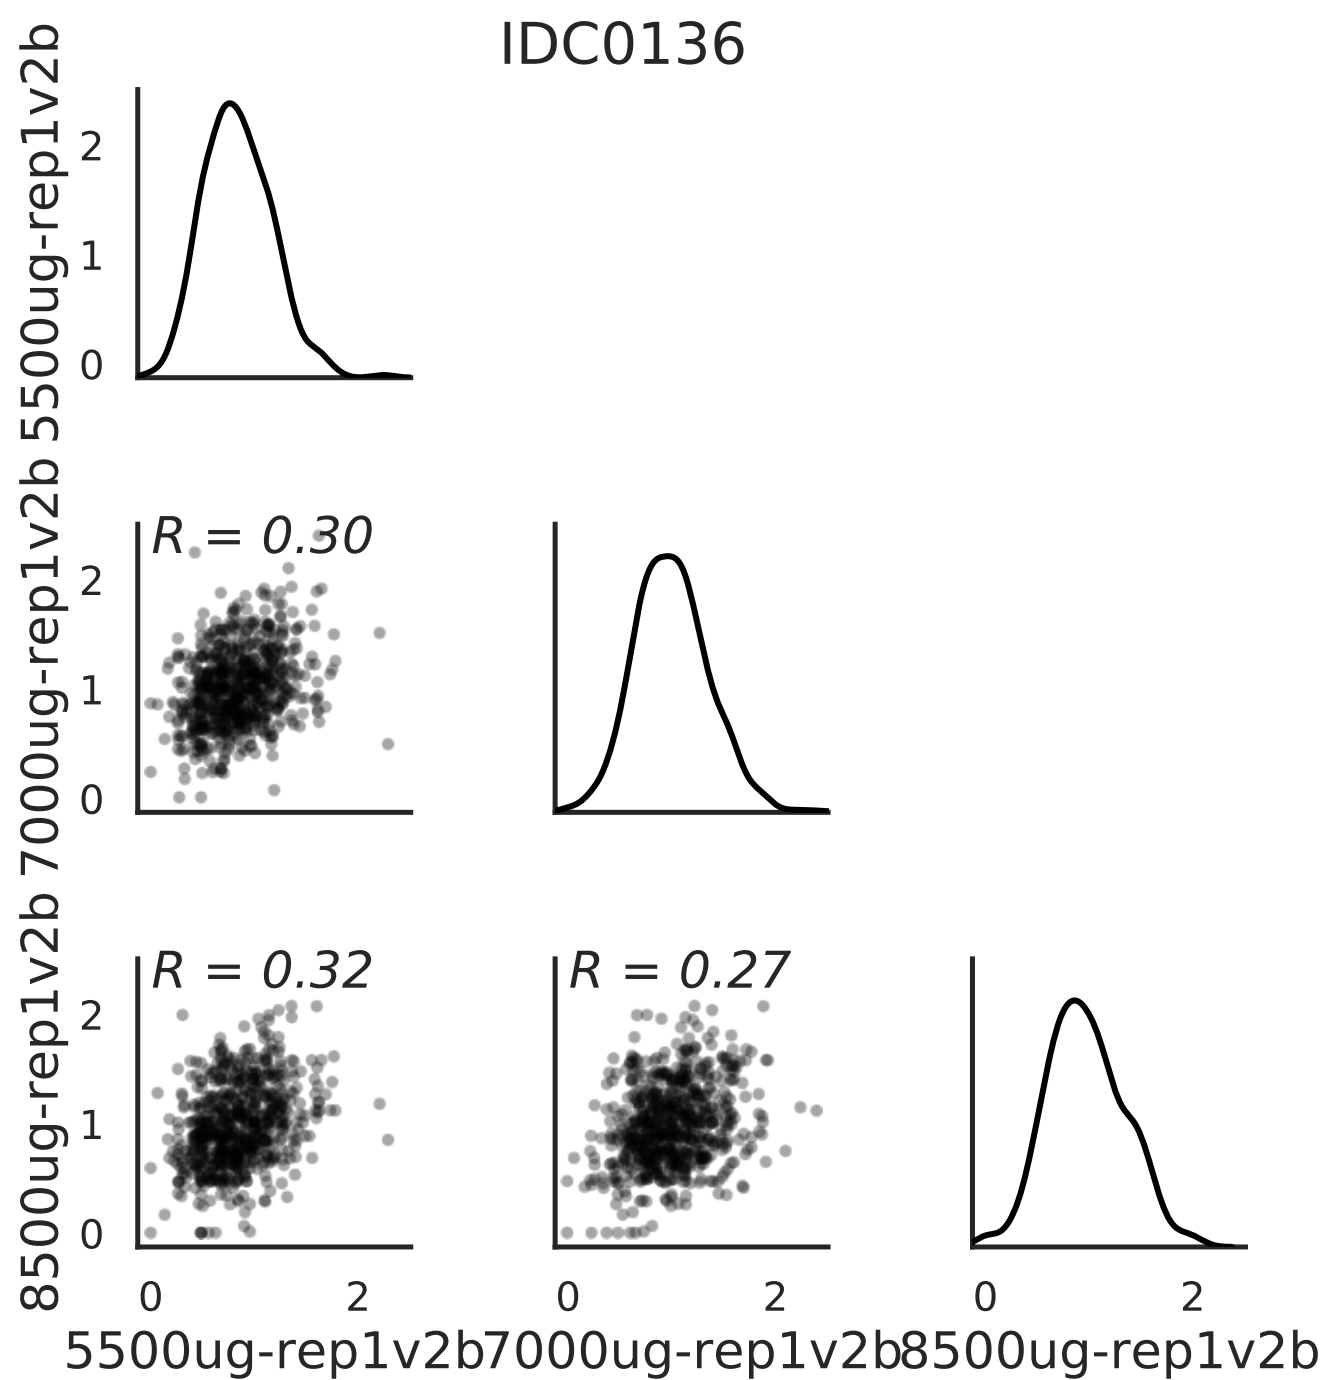 IDC0136
5500ug-rep1v2b
2
1
0
7000ug-rep1v2b
2
1
0
R = 0.30
8500ug-rep1v2b
2
1
0
R = 0.32
R = 0.27
0 2
0 2
0 2
5500ug-rep1v2b
7000ug-rep1v2b
8500ug-rep1v2b